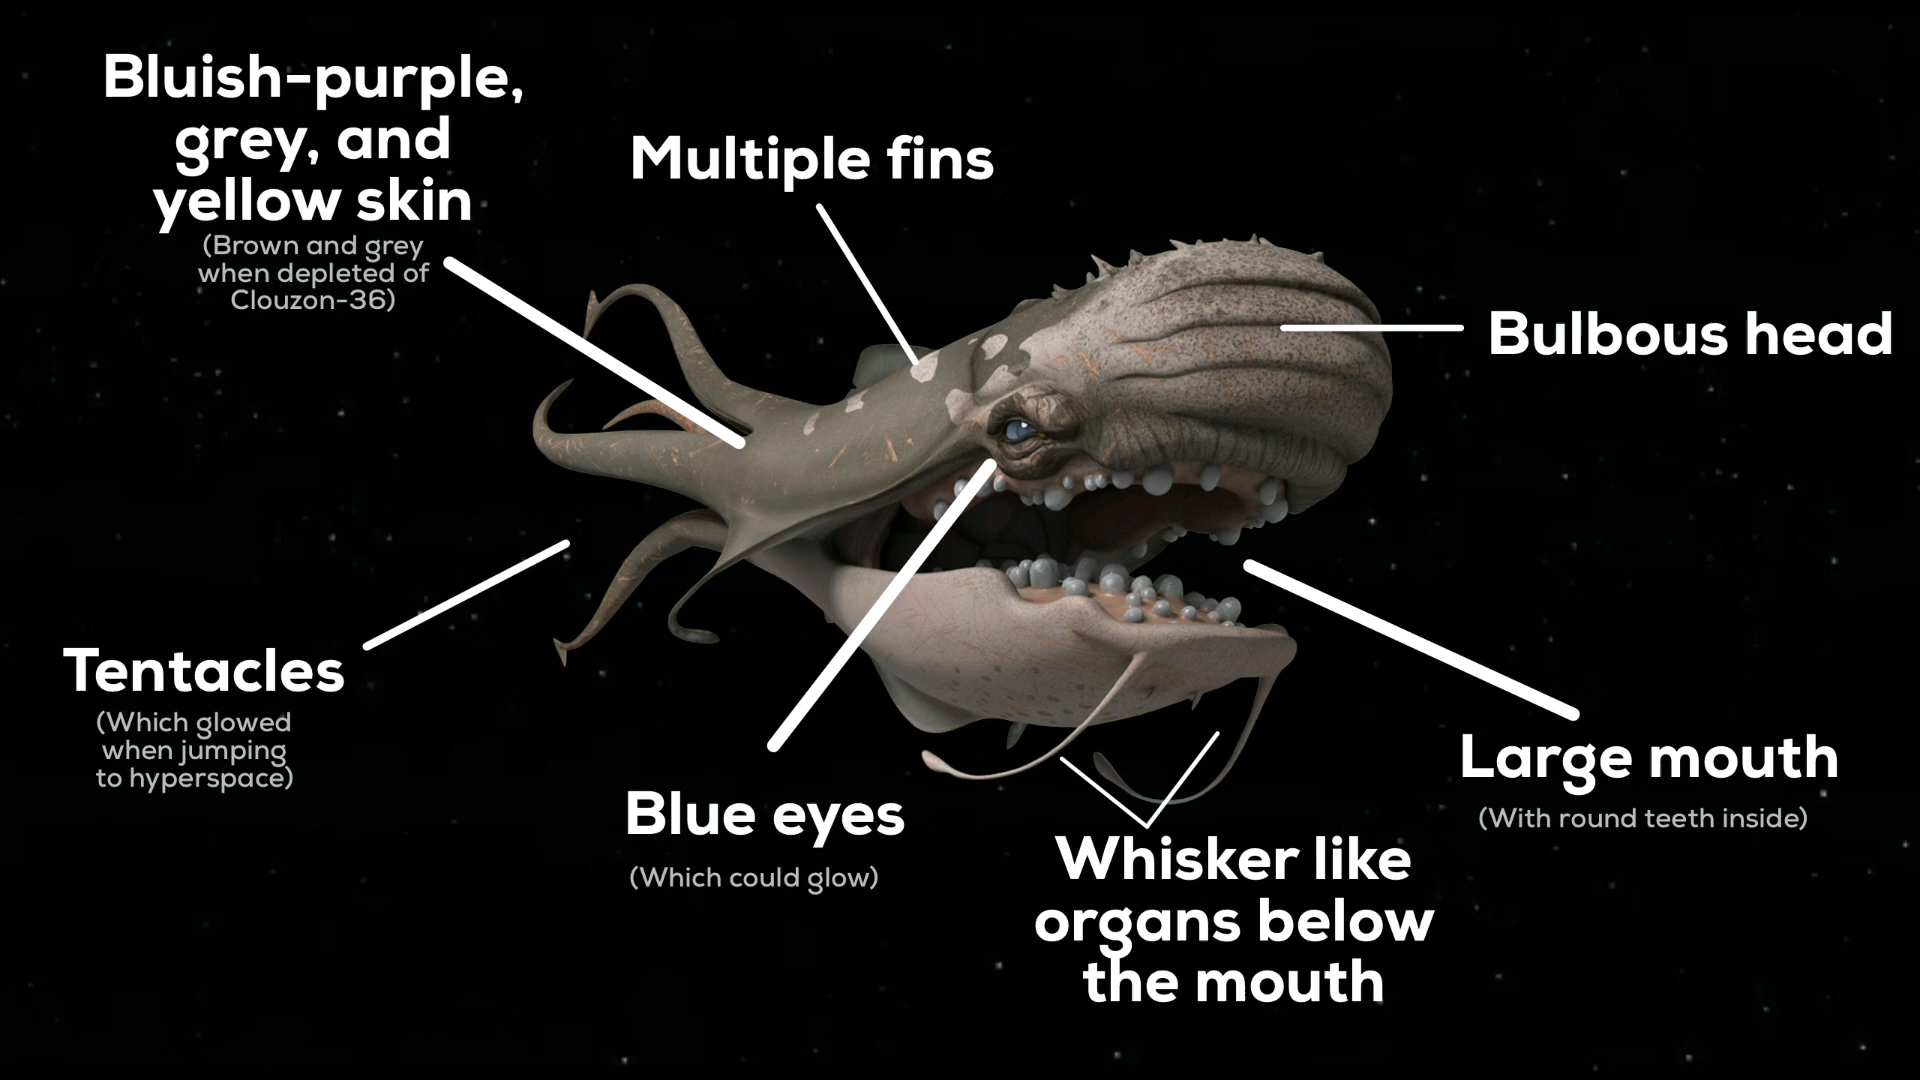 Bluish-purple,
grey, and
yellow skin
(Brown and grey
when depleted of
Clouzon-36)
Multiple fins
Bulbous head
Tentacles
(Which glowed
when jumping
to hyperspace)
Blue eyes
(Which could glow)
Whisker like
organs below
the mouth
Large mouth
(With round teeth inside)